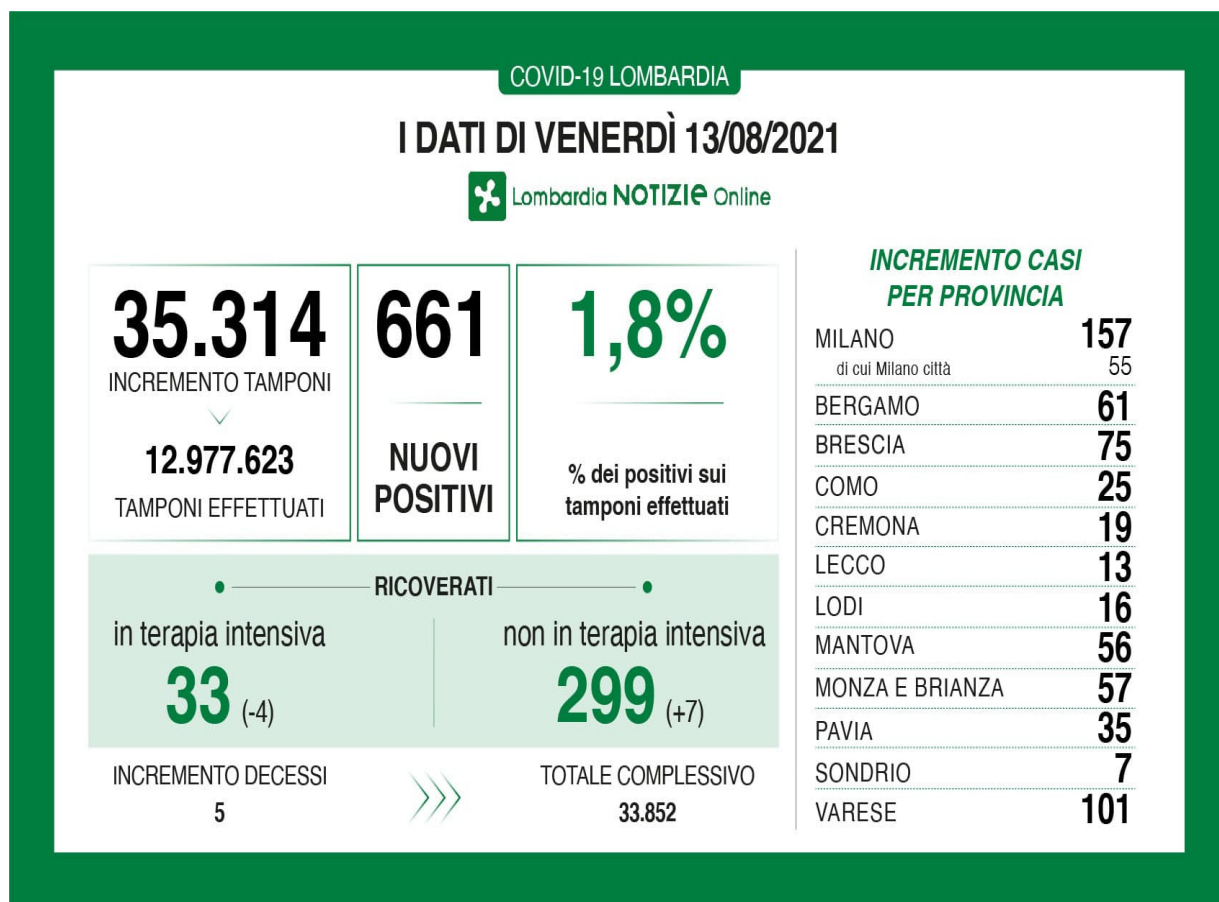 COVID-19 LOMBARDIA
I DATI DI VENERDÌ 13/08/2021
Lombardia NOTIZIE Online
35.314
INCREMENTO TAMPONI
12.977.623
TAMPONI EFFETTUATI
661
NUOVI
POSITIVI
1,8%
% dei positivi sui
tamponi effettuati
RICOVERATI
in terapia intensiva
33 (-4)
non in terapia intensiva
299 (+7)
INCREMENTO DECESSI
5
TOTALE COMPLESSIVO
33.852
INCREMENTO CASI
PER PROVINCIA
MILANO 157
di cui Milano città 55
BERGAMO 61
BRESCIA 75
COMO 25
CREMONA 19
LECCO 13
LODI 16
MANTOVA 56
MONZA E BRIANZA 57
PAVIA 35
SONDRIO 7
VARESE 101